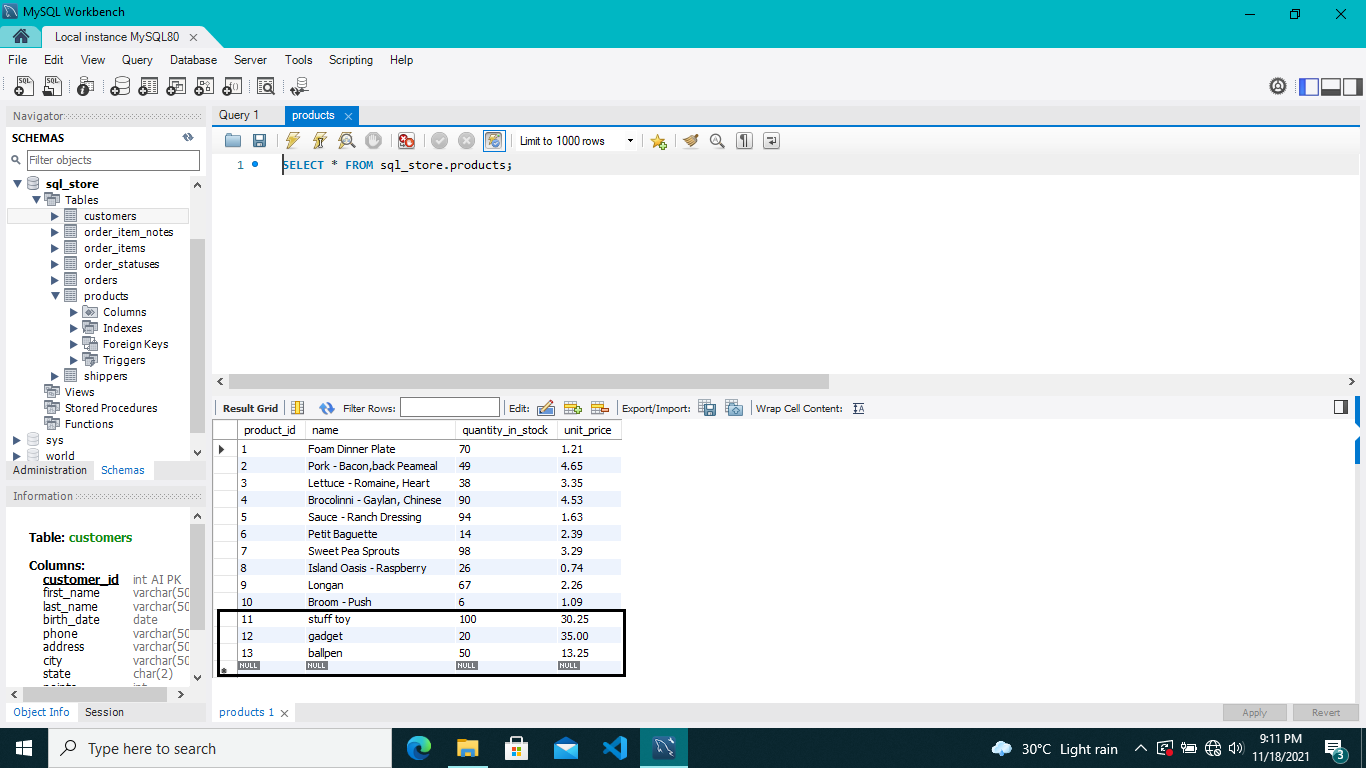 MySQL Workbench
Local instance MySQL80
File Edit View Query Database Server Tools Scripting Help
Navigator
SCHEMAS
Filter objects
sql_store
Tables
customers
order_item_notes
order_items
order_statuses
orders
products
Columns
Indexes
Foreign Keys
Triggers
shippers
Views
Stored Procedures
Functions
sys
world
Administration Schemas
Information
Table: customers
Columns:
customer_id int AI PK
first_name varchar(50
last_name varchar(50
birth_date date
phone varchar(50
address varchar(50
city varchar(50
state char(2)
Object Info Session
Query 1 products
Limit to 1000 rows
1 SELECT * FROM sql_store.products;
Result Grid Filter Rows: Edit: Export/Import: Wrap Cell Content:
product_id name quantity_in_stock unit_price
1 Foam Dinner Plate 70 1.21
2 Pork - Bacon,back Peameal 49 4.65
3 Lettuce - Romaine, Heart 38 3.35
4 Brocolinni - Gaylan, Chinese 90 4.53
5 Sauce - Ranch Dressing 94 1.63
6 Petit Baguette 14 2.39
7 Sweet Pea Sprouts 98 3.29
8 Island Oasis - Raspberry 26 0.74
9 Longan 67 2.26
10 Broom - Push 6 1.09
11 stuff toy 100 30.25
12 gadget 20 35.00
13 ballpen 50 13.25
NULL NULL NULL NULL
products 1
Apply Revert
Type here to search
30°C Light rain
9:11 PM
11/18/2021
3